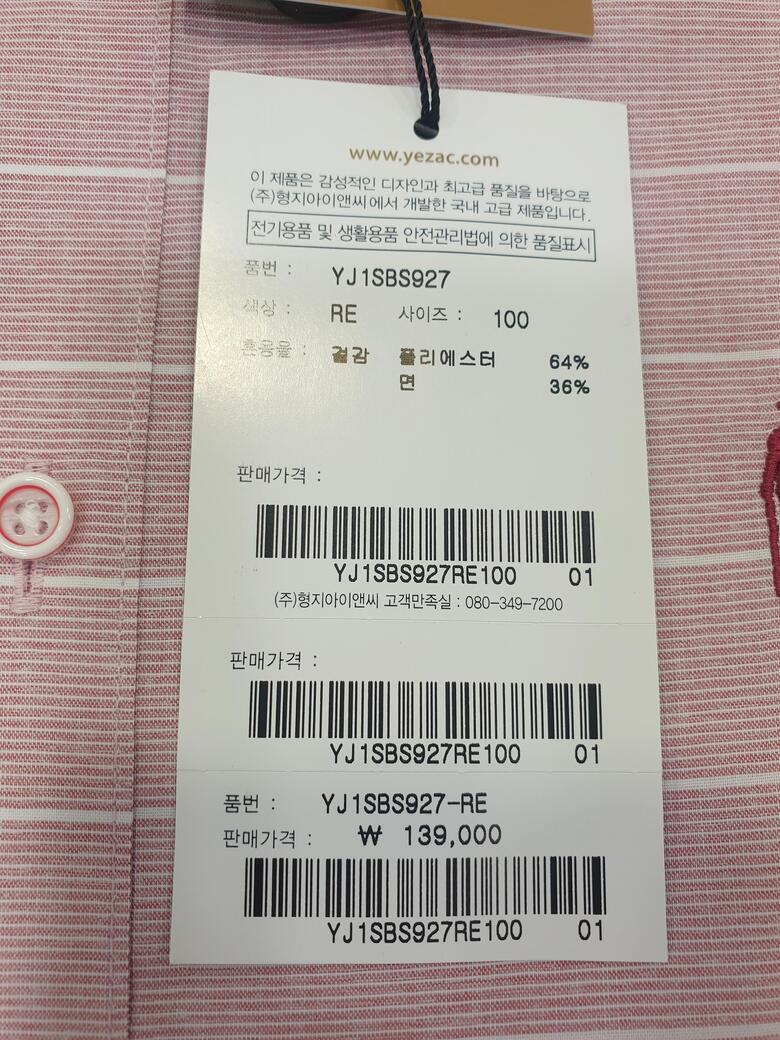 www.yezac.com
이 제품은 감성적인 디자인과 최고급 품질을 바탕으로
(주)형지아이앤씨에서 개발한 국내 고급 제품입니다.
전기용품 및 생활용품 안전관리법에 의한 품질표시
품번 : YJ1SBS927
색상 : RE 사이즈 : 100
혼용율 : 겉감 폴리에스터 64%
면 36%
판매가격 :
YJ1SBS927RE100 01
(주)형지아이앤씨 고객만족실 : 080-349-7200
판매가격 :
YJ1SBS927RE100 01
품번 : YJ1SBS927-RE
판매가격 : ₩ 139,000
YJ1SBS927RE100 01